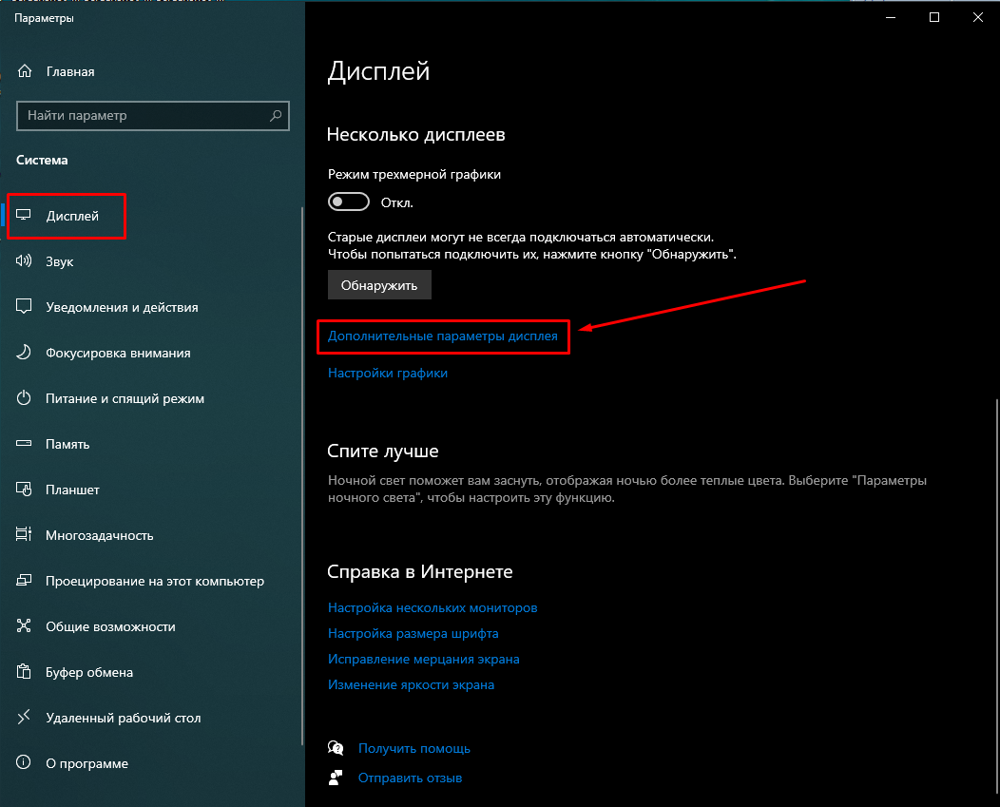 Параметры
Главная
Найти параметр
Система
Дисплей
Звук
Уведомления и действия
Фокусировка внимания
Питание и спящий режим
Память
Планшет
Многозадачность
Проецирование на этот компьютер
Общие возможности
Буфер обмена
Удаленный рабочий стол
О программе
Дисплей
Несколько дисплеев
Режим трехмерной графики
Откл.
Старые дисплеи могут не всегда подключаться автоматически.
Чтобы попытаться подключить их, нажмите кнопку "Обнаружить".
Обнаружить
Дополнительные параметры дисплея
Настройки графики
Спите лучше
Ночной свет поможет вам заснуть, отображая ночью более теплые цвета. Выберите "Параметры
ночного света", чтобы настроить эту функцию.
Справка в Интернете
Настройка нескольких мониторов
Настройка размера шрифта
Исправление мерцания экрана
Изменение яркости экрана
Получить помощь
Отправить отзыв